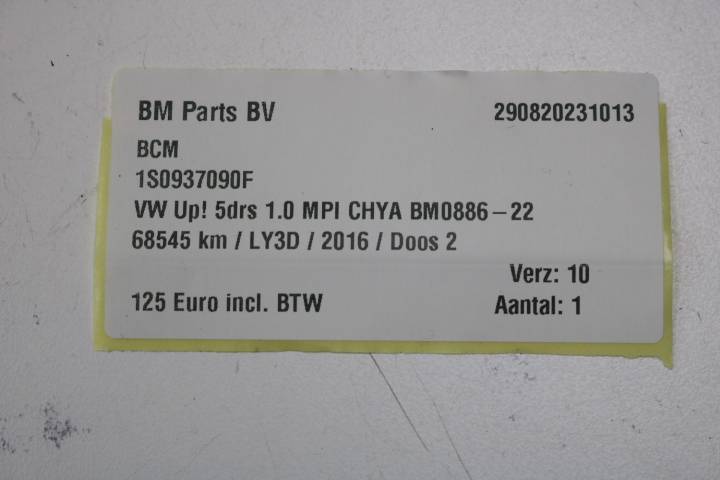 BM Parts BV 290820231013
BCM
1S0937090F
VW Up! 5drs 1.0 MPI CHYA BM0886-22
68545 km / LY3D / 2016 / Doos 2
Verz: 10
125 Euro incl. BTW Aantal: 1